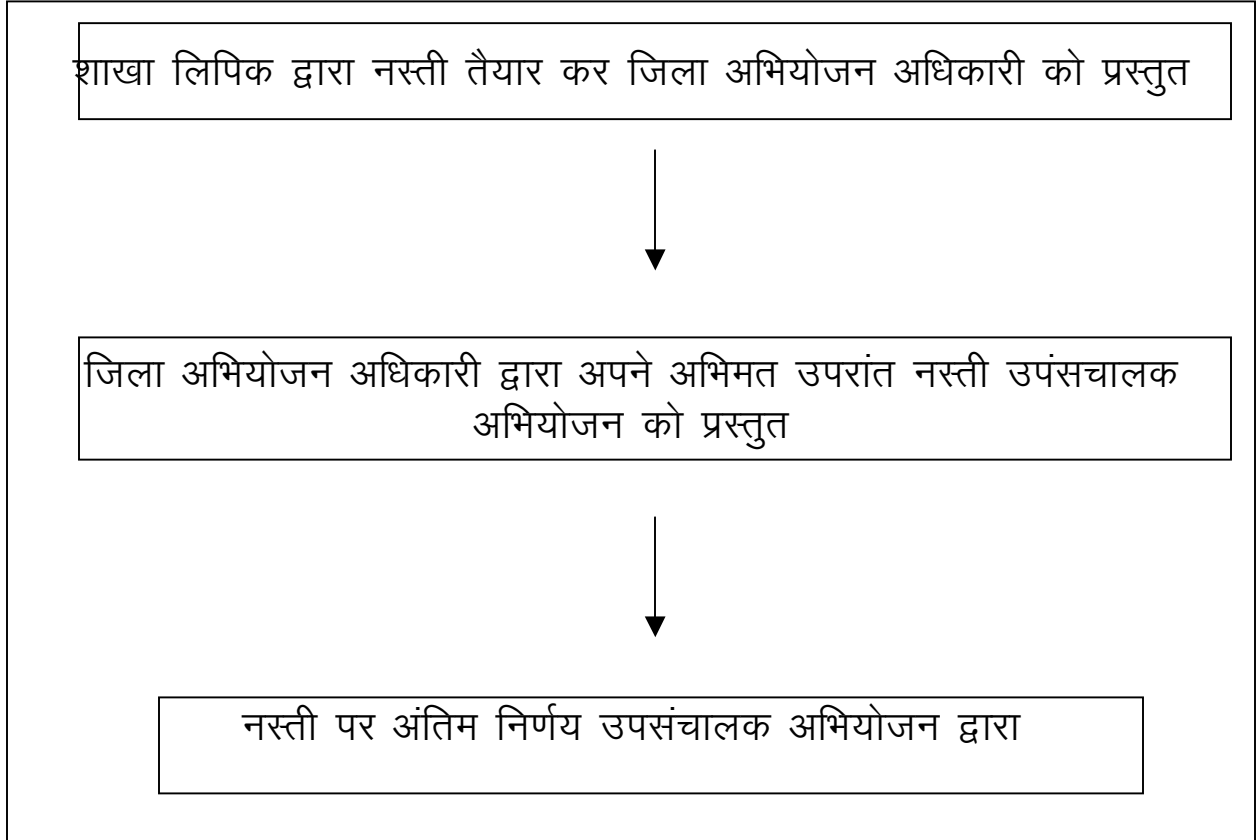 शाखा लिपिक द्वारा नस्ती तैयार कर जिला अभियोजन अधिकारी को प्रस्तुत
जिला अभियोजन अधिकारी द्वारा अपने अभिमत उपरांत नस्ती उपंसचालक
अभियोजन को प्रस्तुत
नस्ती पर अंतिम निर्णय उपसंचालक अभियोजन द्वारा